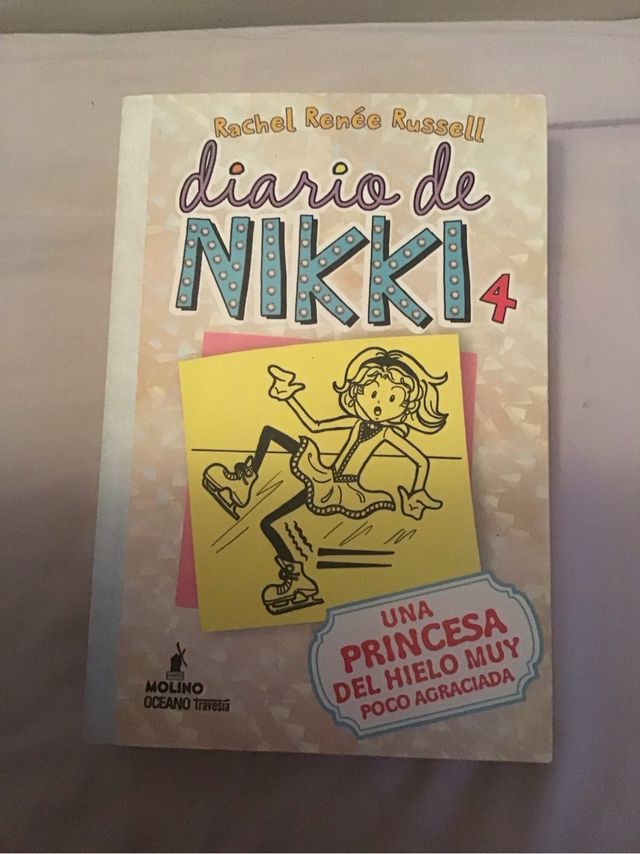 Rachel Renée Russell
diario de
NIKKI 4
UNA
PRINCESA
DEL HIELO MUY
POCO AGRACIADA
MOLINO
OCEANO Travesía